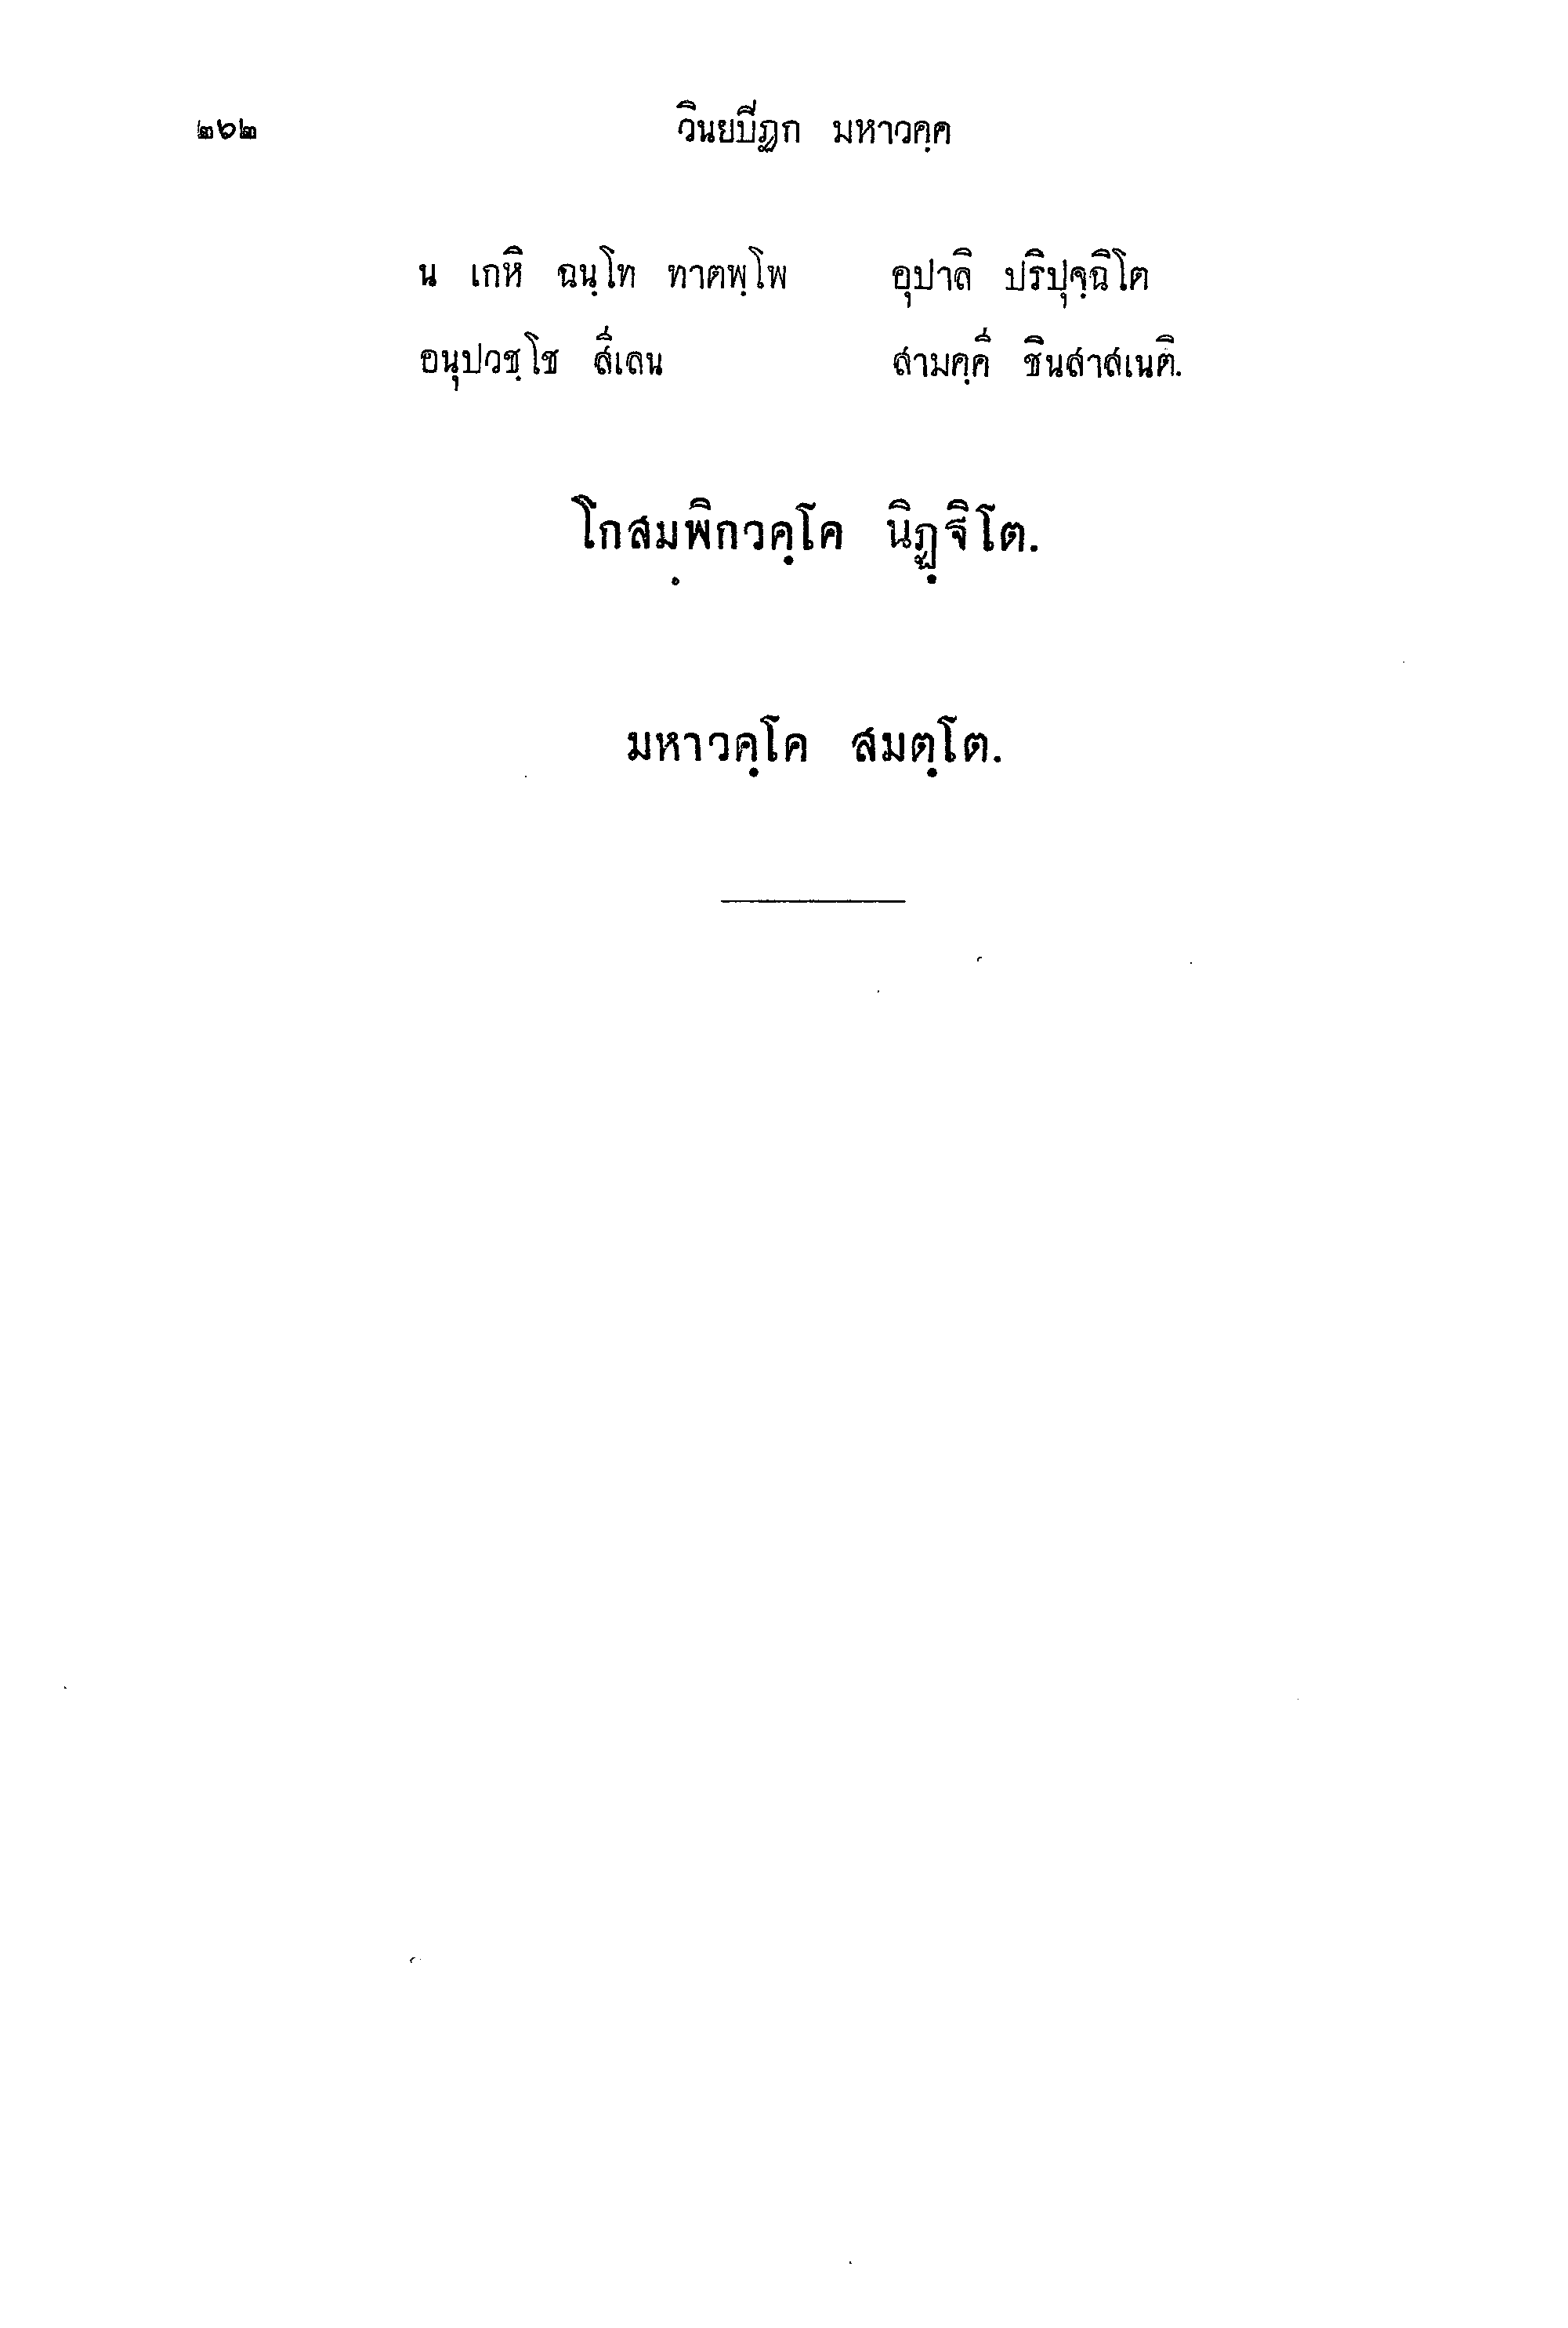 ๒๖๒ วินยปีฏก มหาวคฺค
น เกหิ ฉนฺโท ทาตพฺโพ อุปาลิ ปริปุจฺฉิโต
อนุปวชฺโช สีเลน สามคฺคี ชินสาสเนติ.
โกสมฺพิกวคฺโค นิฏฺฐิโต.
มหาวคฺโค สมตฺโต.